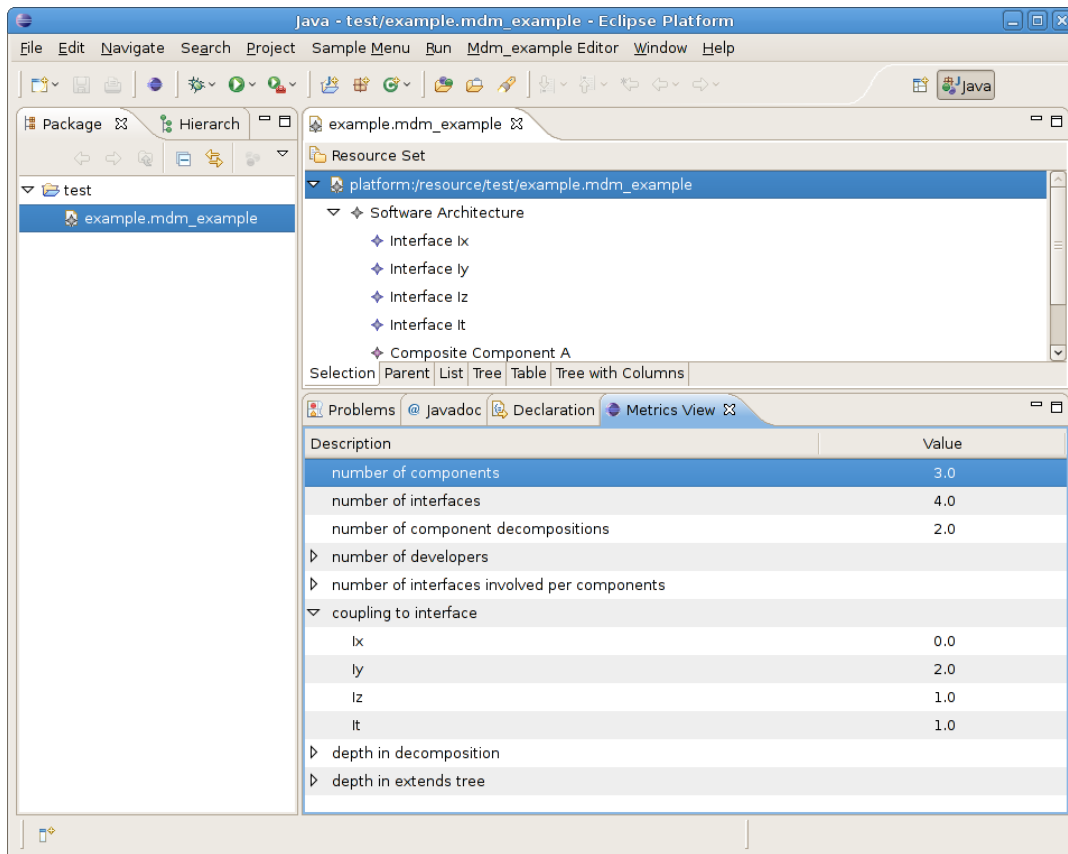 Java - test/example.mdm_example - Eclipse Platform
File Edit Navigate Search Project Sample Menu Run Mdm_example Editor Window Help
Java
Package Hierarch
test
example.mdm_example
example.mdm_example
Resource Set
platform:/resource/test/example.mdm_example
Software Architecture
Interface Ix
Interface Iy
Interface Iz
Interface It
Composite Component A
Selection Parent List Tree Table Tree with Columns
Problems @ Javadoc Declaration Metrics View
Description Value
number of components 3.0
number of interfaces 4.0
number of component decompositions 2.0
number of developers
number of interfaces involved per components
coupling to interface
Ix 0.0
Iy 2.0
Iz 1.0
It 1.0
depth in decomposition
depth in extends tree